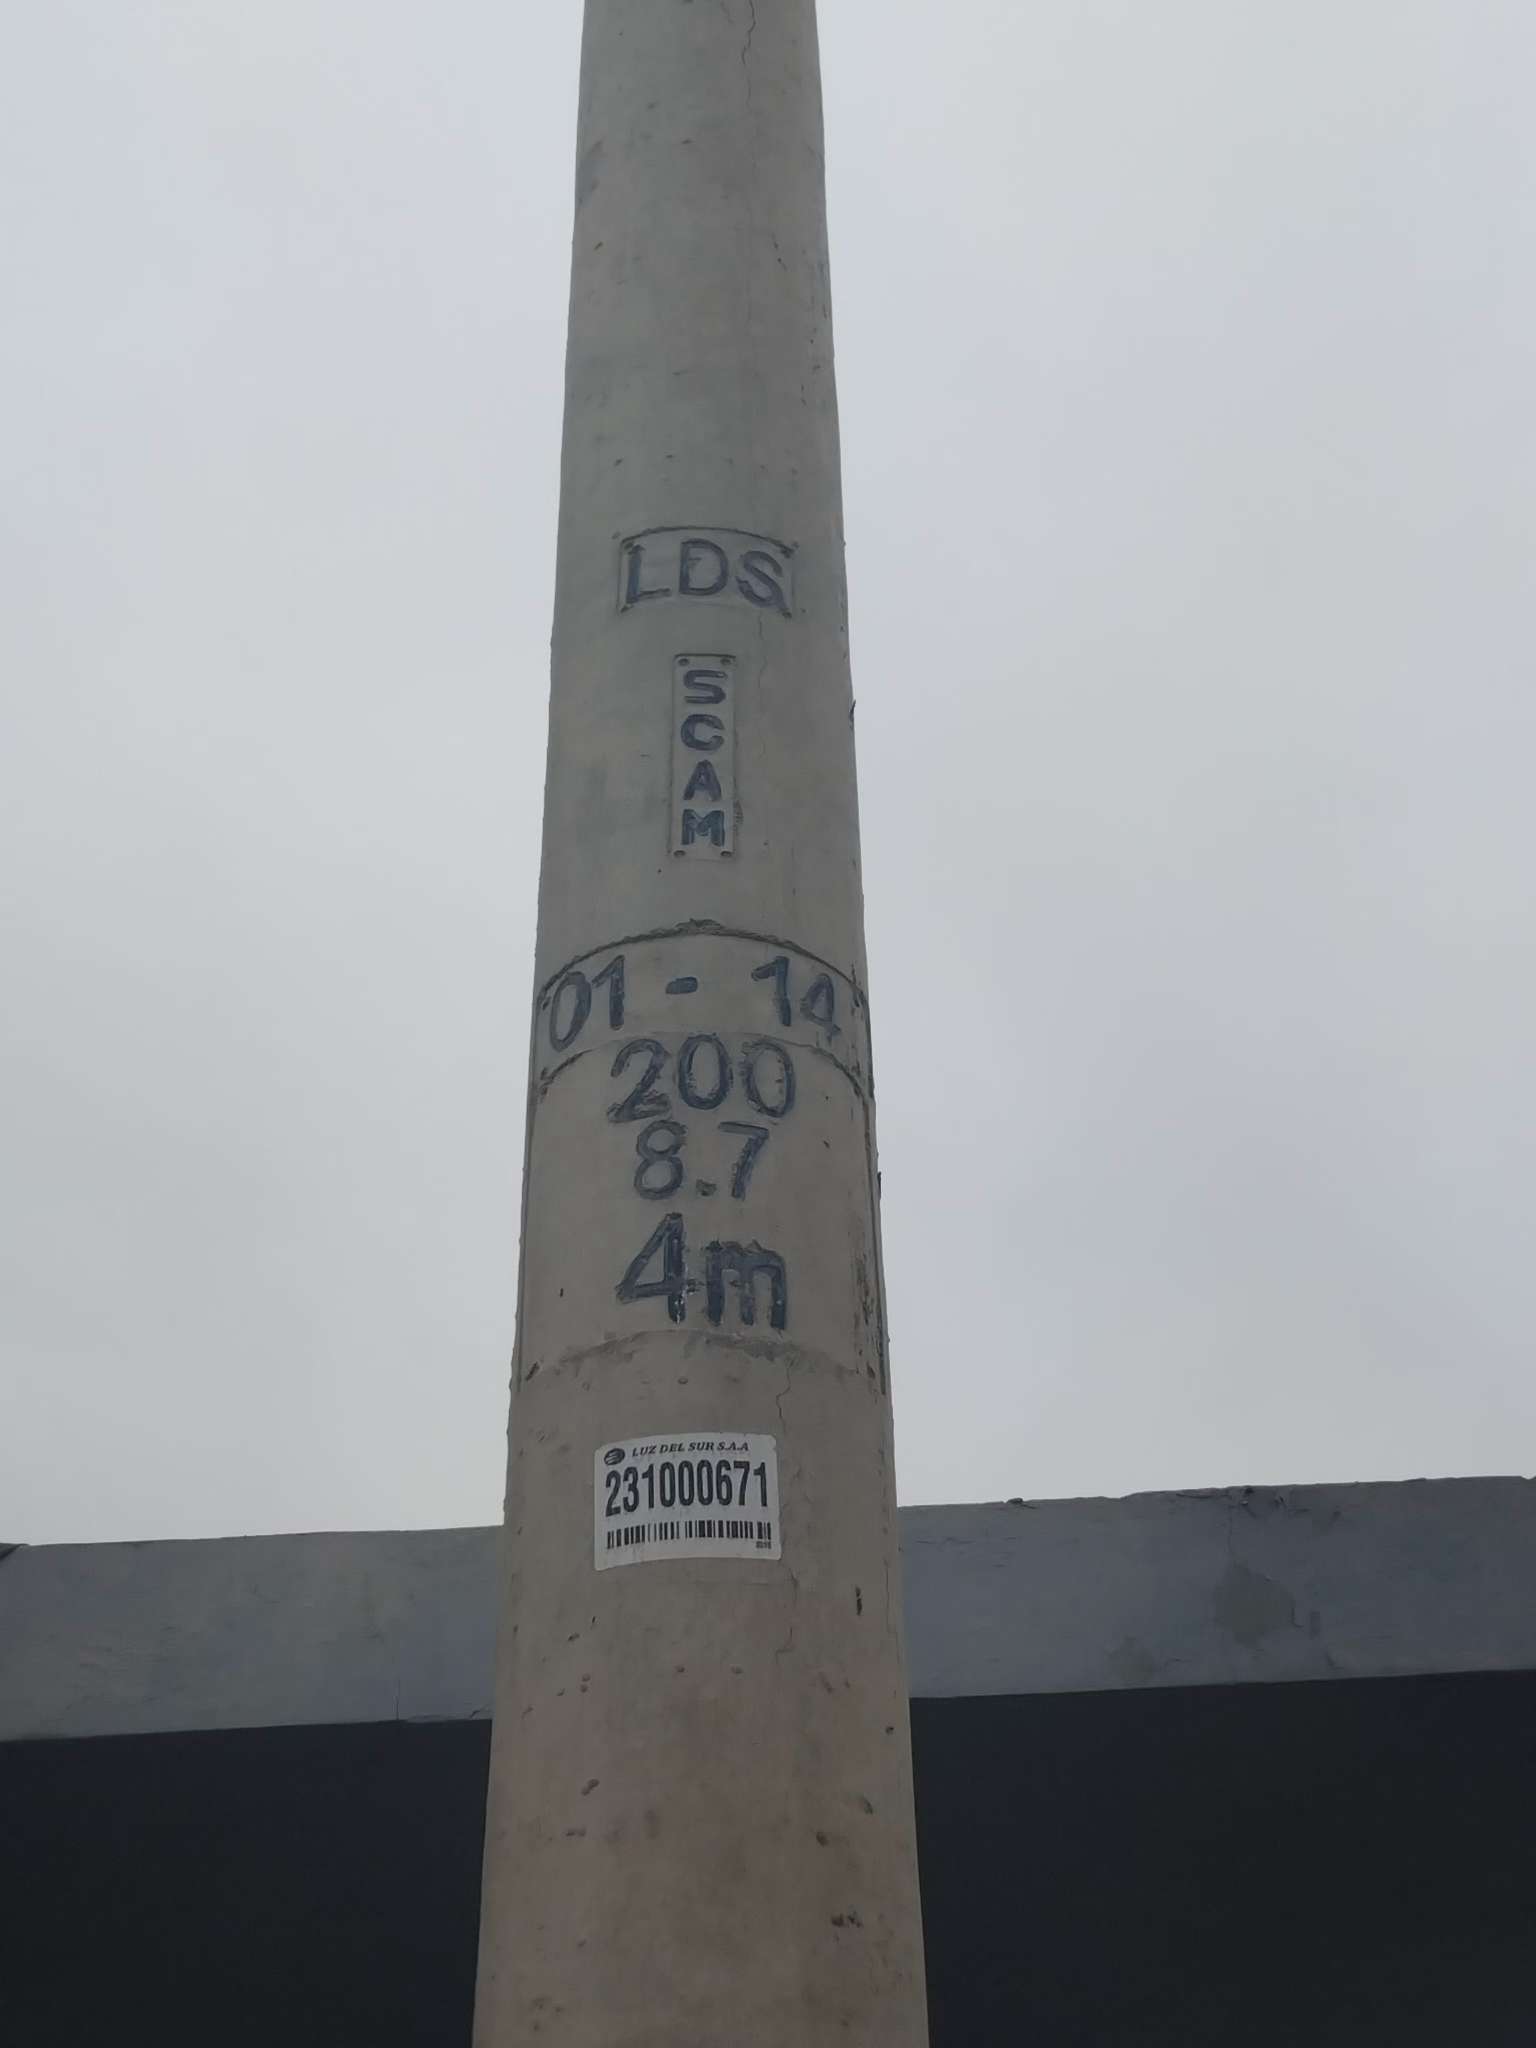 LDS
SCAM
01 - 14
200
8.7
4m
LUZ DEL SUR S.A.A
231000671